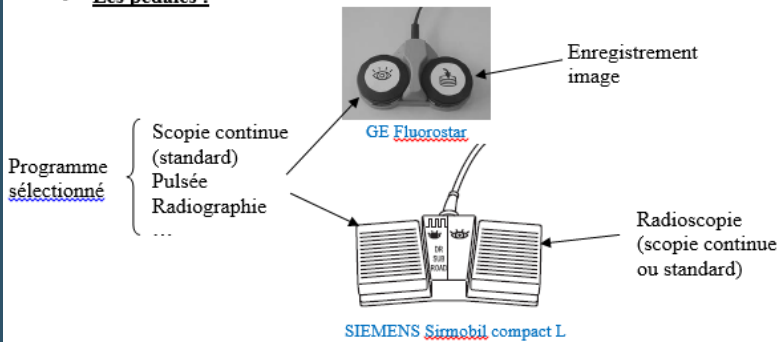 Les pédales :
Enregistrement
image
GE Fluorostar
Scopie continue
(standard)
Pulsée
Radiographie
…
Programme
sélectionné
DR
SUB
ROAD
Radioscopie
(scopie continue
ou standard)
SIEMENS Sirmobil compact L